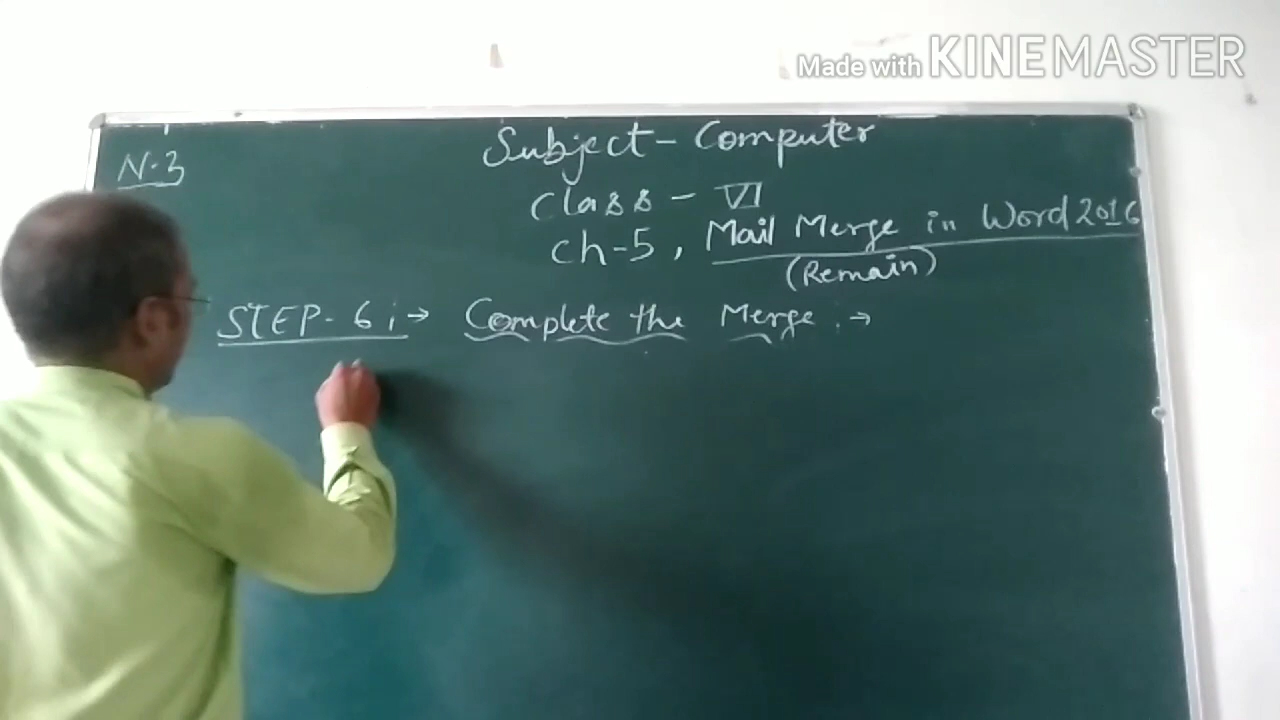 Made with KINEMASTER
N.3
Subject - Computer
Class - VI
Ch-5, Mail Merge in Word 2016
(Remain)
STEP- 6 :→ Complete the Merge :→